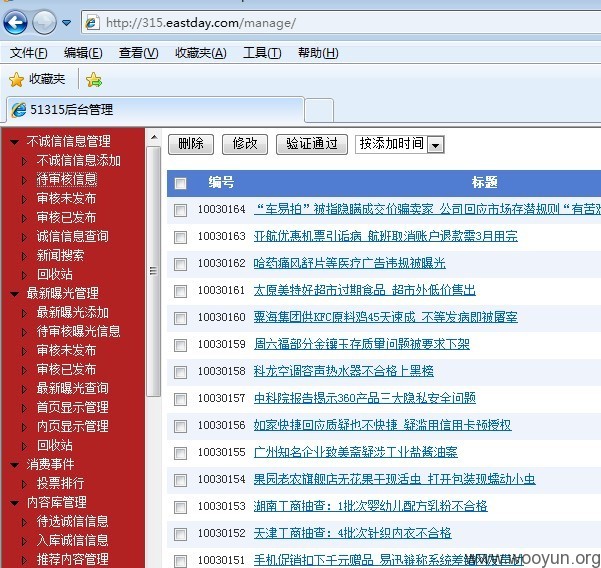 http://315.eastday.com/manage/
文件(F) 编辑(E) 查看(V) 收藏夹(A) 工具(T) 帮助(H)
收藏夹
51315后台管理
不诚信信息管理
不诚信信息添加
待审核信息
审核未发布
审核已发布
诚信信息查询
新闻搜索
回收站
最新曝光管理
最新曝光添加
待审核曝光信息
审核未发布
审核已发布
最新曝光查询
首页显示管理
内页显示管理
回收站
消费事件
投票排行
内容库管理
待选诚信信息
入库诚信信息
推荐内容管理
删除 修改 验证通过 按添加时间
编号 标题
10030164 “车易拍”被指隐瞒成交价骗卖家 公司回应市场存潜规则“有苦
10030163 亚航优惠机票引诟病 航班取消账户退款需3月用完
10030162 哈药痛风舒片等医疗广告违规被曝光
10030161 太原美特好超市过期食品 超市外低价售出
10030160 粟海集团供KFC原料鸡45天速成 不等发病即被屠宰
10030159 周六福部分金镶玉存质量问题被要求下架
10030158 科龙空调容声热水器不合格上黑榜
10030157 中科院报告揭示360产品三大隐私安全问题
10030156 如家快捷回应质疑也不快捷 疑滥用信用卡预授权
10030155 广州知名企业致美斋疑涉工业盐酱油案
10030154 果园老农旗舰店无花果干现活虫 打开包装现蠕动小虫
10030153 湖南工商抽查：1批次婴幼儿配方乳粉不合格
10030152 天津工商抽查：4批次针织内衣不合格
10030151 手机促销扣下千元赠品 易迅链称系统差错
www.wooyun.org